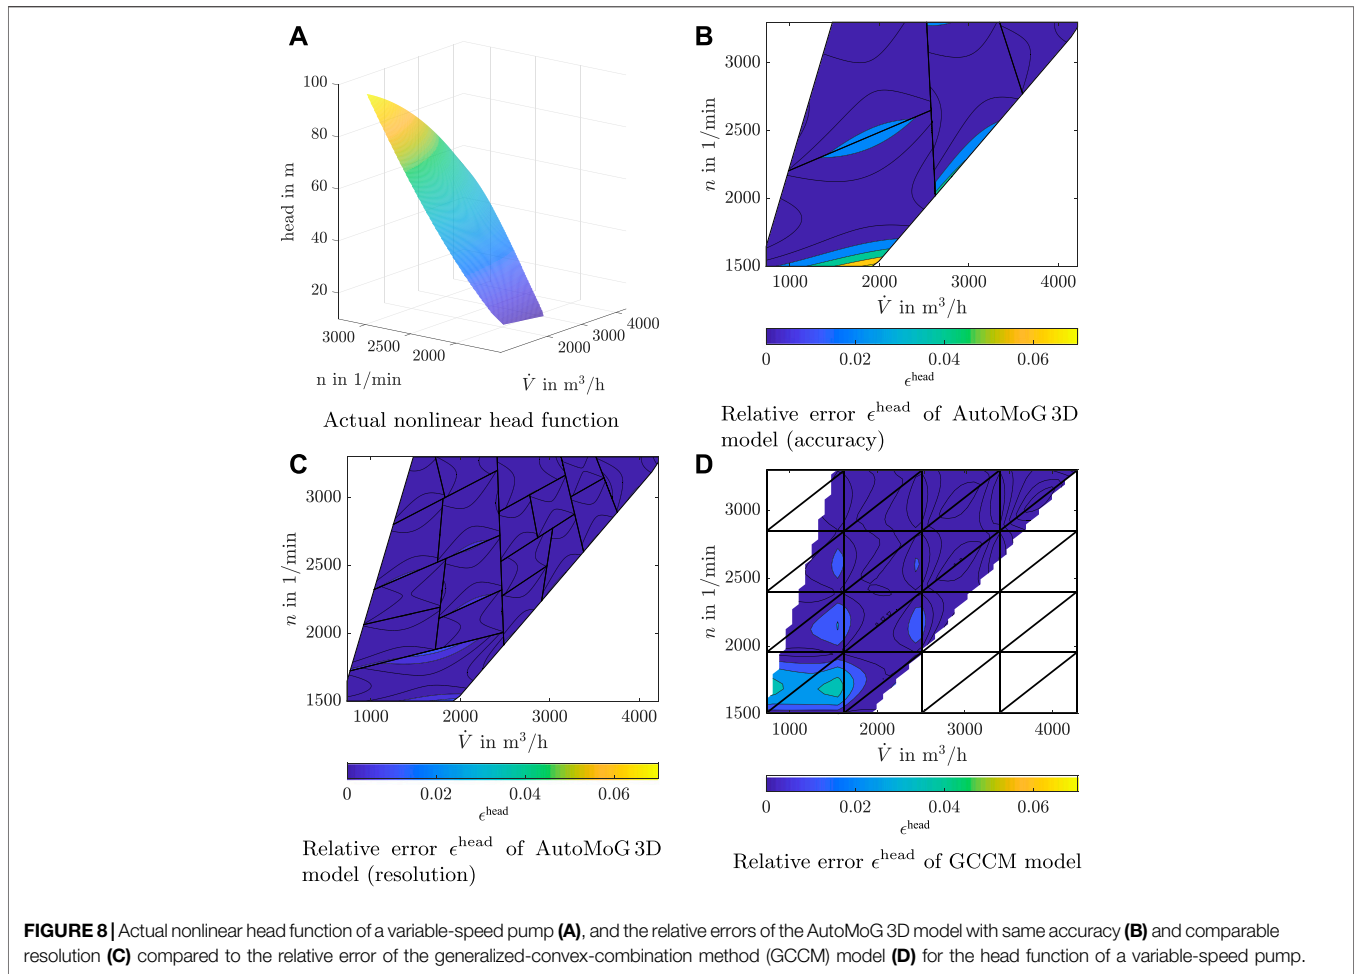 A
100
80
60
40
20
head in m
3000
2500
2000
n in 1/min
2000
3000
4000
V̇ in m³/h
Actual nonlinear head function
B
3000
2500
2000
1500
n in 1/min
1000 2000 3000 4000
V̇ in m³/h
0 0.02 0.04 0.06
ϵ^head
Relative error ϵ^head of AutoMoG 3D
model (accuracy)
C
3000
2500
2000
1500
n in 1/min
1000 2000 3000 4000
V̇ in m³/h
0 0.02 0.04 0.06
ϵ^head
Relative error ϵ^head of AutoMoG 3D
model (resolution)
D
3000
2500
2000
1500
n in 1/min
1000 2000 3000 4000
V̇ in m³/h
0 0.02 0.04 0.06
ϵ^head
Relative error ϵ^head of GCCM model
FIGURE 8 | Actual nonlinear head function of a variable-speed pump (A), and the relative errors of the AutoMoG 3D model with same accuracy (B) and comparable
resolution (C) compared to the relative error of the generalized-convex-combination method (GCCM) model (D) for the head function of a variable-speed pump.